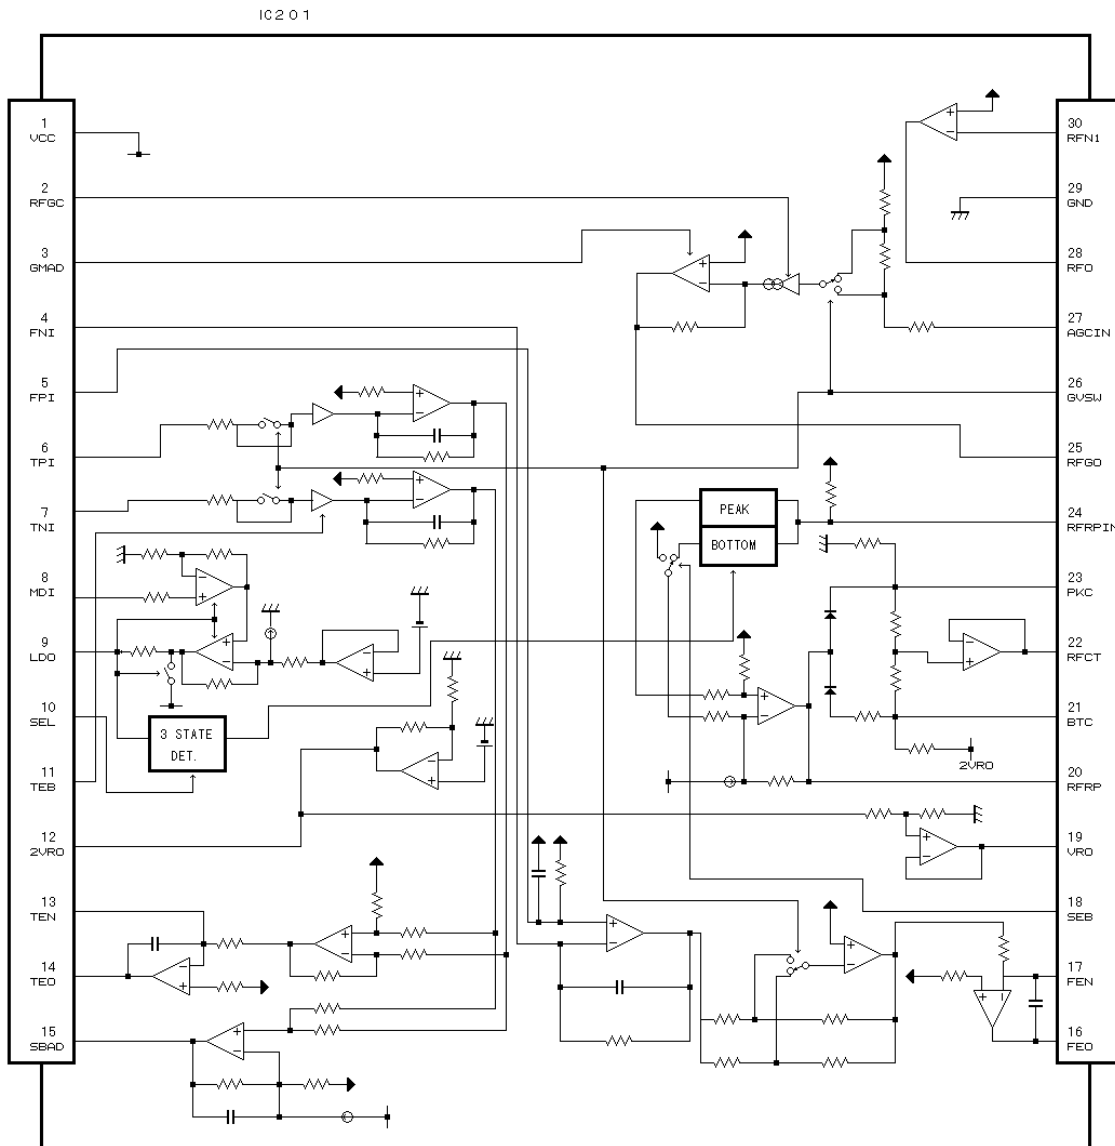 IC201
1
VCC
2
RFGC
3
GMAD
4
FNI
5
FPI
6
TPI
7
TNI
8
MDI
9
LDO
10
SEL
11
TEB
12
2VRO
13
TEN
14
TEO
15
SBAD
3 STATE
DET.
PEAK
BOTTOM
2VRO
30
RFN1
29
GND
28
RFO
27
AGCIN
26
GVSW
25
RFGO
24
RFRPIN
23
PKC
22
RFCT
21
BTC
20
RFRP
19
VRO
18
SEB
17
FEN
16
FEO